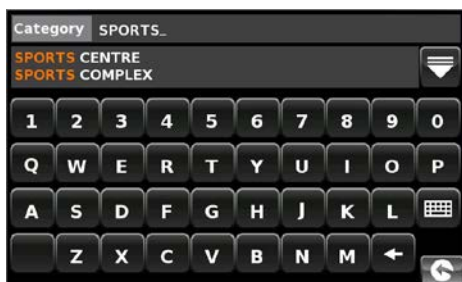 Category SPORTS_
SPORTS CENTRE
SPORTS COMPLEX
1 2 3 4 5 6 7 8 9 0
Q W E R T Y U I O P
A S D F G H J K L
Z X C V B N M